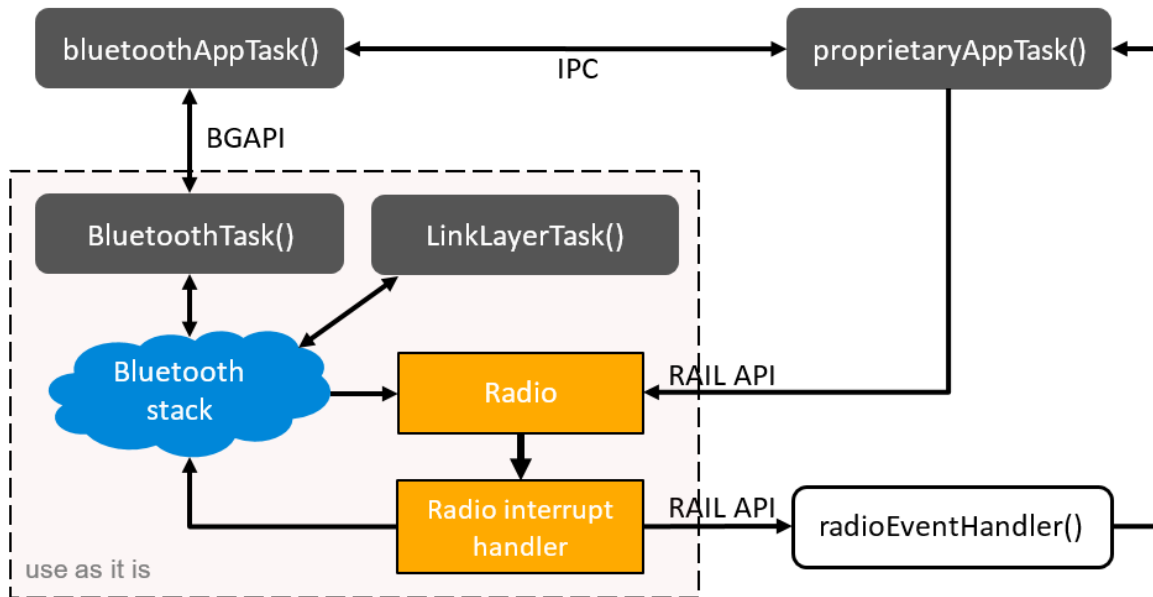 bluetoothAppTask()
IPC
proprietaryAppTask()
BGAPI
BluetoothTask()
LinkLayerTask()
Bluetooth
stack
Radio
RAIL API
Radio interrupt
handler
RAIL API
radioEventHandler()
use as it is